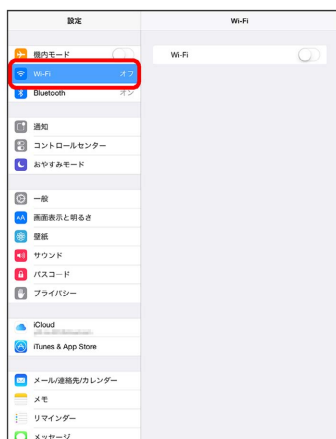 設定
Wi-Fi
機内モード
Wi-Fi
オフ
Wi-Fi
Bluetooth
オン
通知
コントロールセンター
おやすみモード
一般
画面表示と明るさ
壁紙
サウンド
パスコード
プライバシー
iCloud
iTunes & App Store
メール/連絡先/カレンダー
メモ
リマインダー
メッセージ